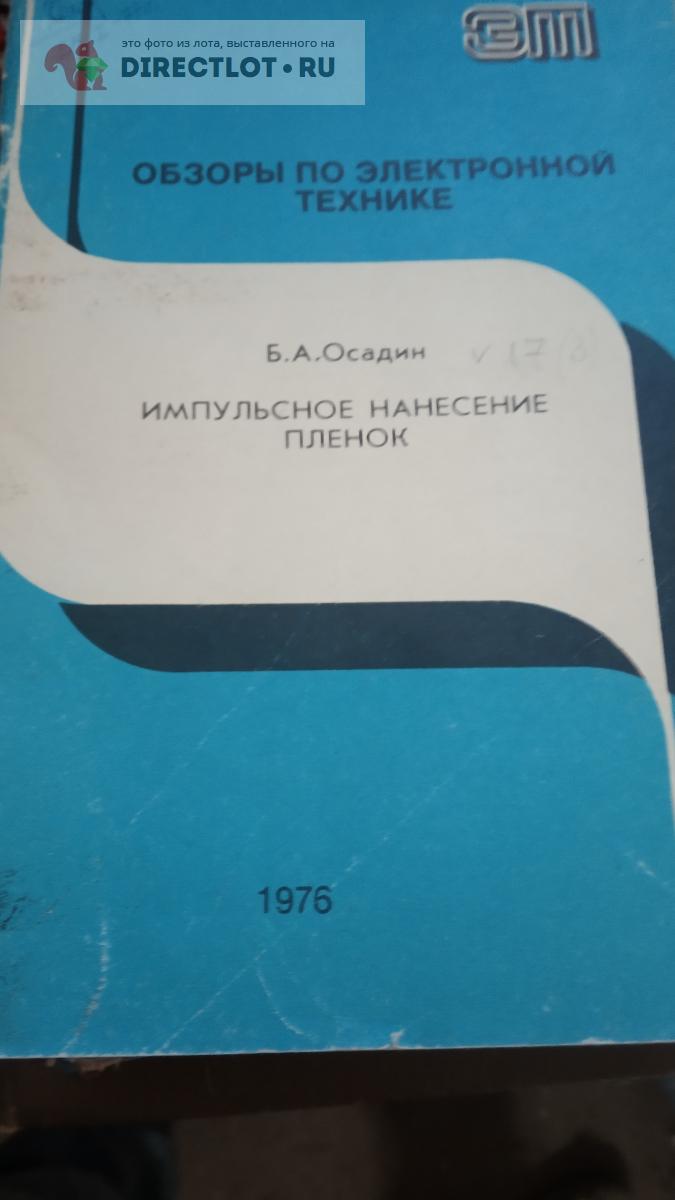 это фото из лота, выставленного на
DIRECTLOT.RU
ЭТ
ОБЗОРЫ ПО ЭЛЕКТРОННОЙ
ТЕХНИКЕ
Б.А.Осадин
ИМПУЛЬСНОЕ НАНЕСЕНИЕ
ПЛЕНОК
1976